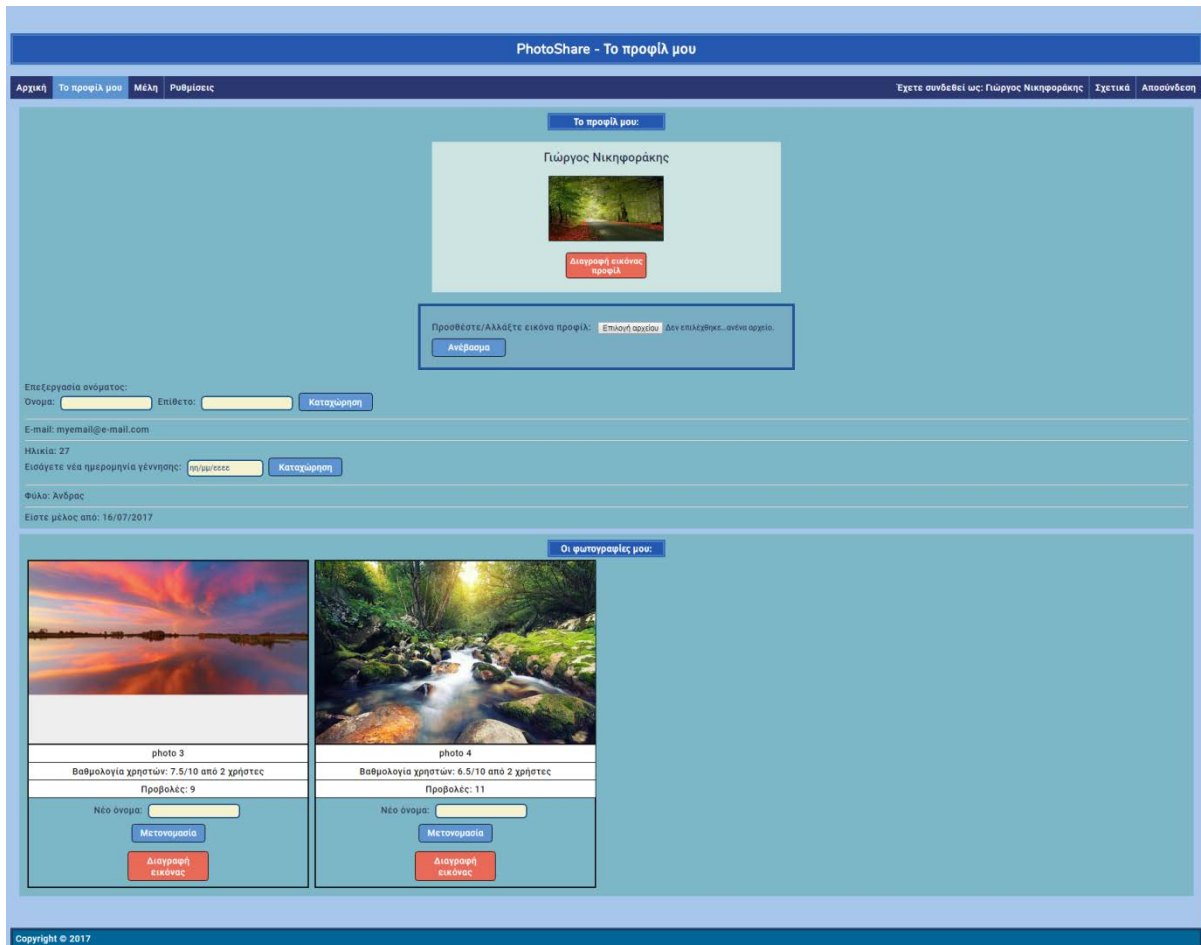 PhotoShare - Το προφίλ μου
Αρχική Το προφίλ μου Μέλη Ρυθμίσεις Έχετε συνδεθεί ως: Γιώργος Νικηφοράκης Σχετικά Αποσύνδεση
Το προφίλ μου:
Γιώργος Νικηφοράκης
Διαγραφή εικόνας
προφίλ
Προσθέστε/Αλλάξτε εικόνα προφίλ: Επιλογή αρχείου Δεν επιλέχθηκε...ανένα αρχείο.
Ανέβασμα
Επεξεργασία ονόματος:
Όνομα: Επίθετο: Καταχώρηση
E-mail: myemail@e-mail.com
Ηλικία: 27
Εισάγετε νέα ημερομηνία γέννησης: ηη/μμ/εεεε Καταχώρηση
Φύλο: Άνδρας
Είστε μέλος από: 16/07/2017
Οι φωτογραφίες μου:
photo 3
Βαθμολογία χρηστών: 7.5/10 από 2 χρήστες
Προβολές: 9
Νέο όνομα:
Μετονομασία
Διαγραφή
εικόνας
photo 4
Βαθμολογία χρηστών: 6.5/10 από 2 χρήστες
Προβολές: 11
Νέο όνομα:
Μετονομασία
Διαγραφή
εικόνας
Copyright © 2017